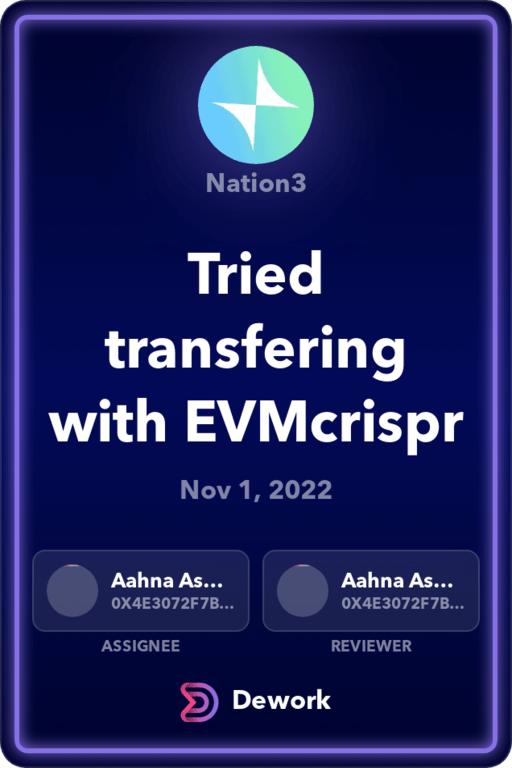 Nation3
Tried
transfering
with EVMcrispr
Nov 1, 2022
Aahna As...
0X4E3072F7B...
ASSIGNEE
Aahna As...
0X4E3072F7B...
REVIEWER
Dework